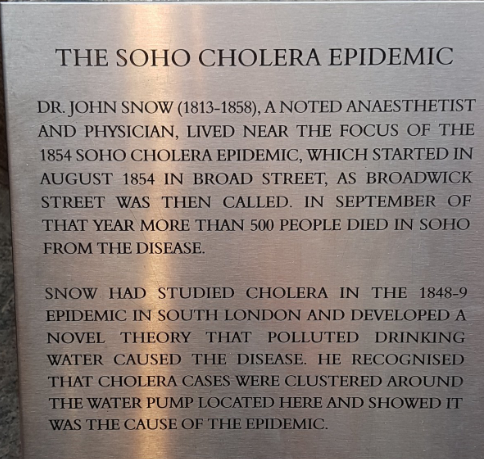 THE SOHO CHOLERA EPIDEMIC
DR. JOHN SNOW (1813-1858), A NOTED ANAESTHETIST
AND PHYSICIAN, LIVED NEAR THE FOCUS OF THE
1854 SOHO CHOLERA EPIDEMIC, WHICH STARTED IN
AUGUST 1854 IN BROAD STREET, AS BROADWICK
STREET WAS THEN CALLED. IN SEPTEMBER OF
THAT YEAR MORE THAN 500 PEOPLE DIED IN SOHO
FROM THE DISEASE.
SNOW HAD STUDIED CHOLERA IN THE 1848-9
EPIDEMIC IN SOUTH LONDON AND DEVELOPED A
NOVEL THEORY THAT POLLUTED DRINKING
WATER CAUSED THE DISEASE. HE RECOGNISED
THAT CHOLERA CASES WERE CLUSTERED AROUND
THE WATER PUMP LOCATED HERE AND SHOWED IT
WAS THE CAUSE OF THE EPIDEMIC.